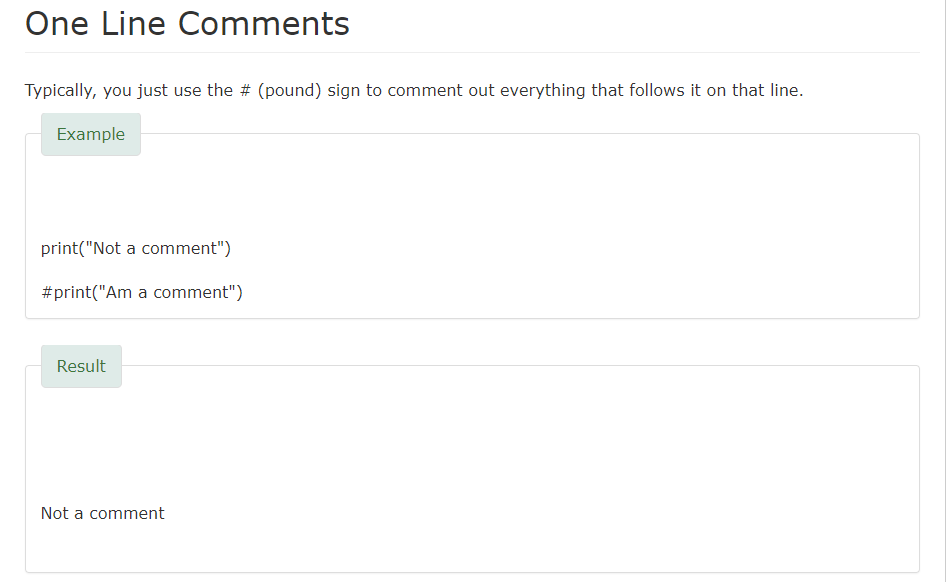 One Line Comments
Typically, you just use the # (pound) sign to comment out everything that follows it on that line.
Example
print("Not a comment")
#print("Am a comment")
Result
Not a comment